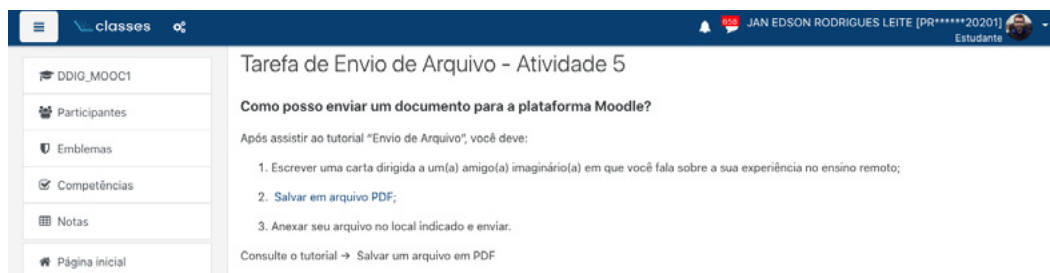 classes
658
JAN EDSON RODRIGUES LEITE [PR******20201]
Estudante
DDIG_MOOC1
Participantes
Emblemas
Competências
Notas
Página inicial
Tarefa de Envio de Arquivo - Atividade 5
Como posso enviar um documento para a plataforma Moodle?
Após assistir ao tutorial "Envio de Arquivo", você deve:
1. Escrever uma carta dirigida a um(a) amigo(a) imaginário(a) em que você fala sobre a sua experiência no ensino remoto;
2. Salvar em arquivo PDF;
3. Anexar seu arquivo no local indicado e enviar.
Consulte o tutorial → Salvar um arquivo em PDF